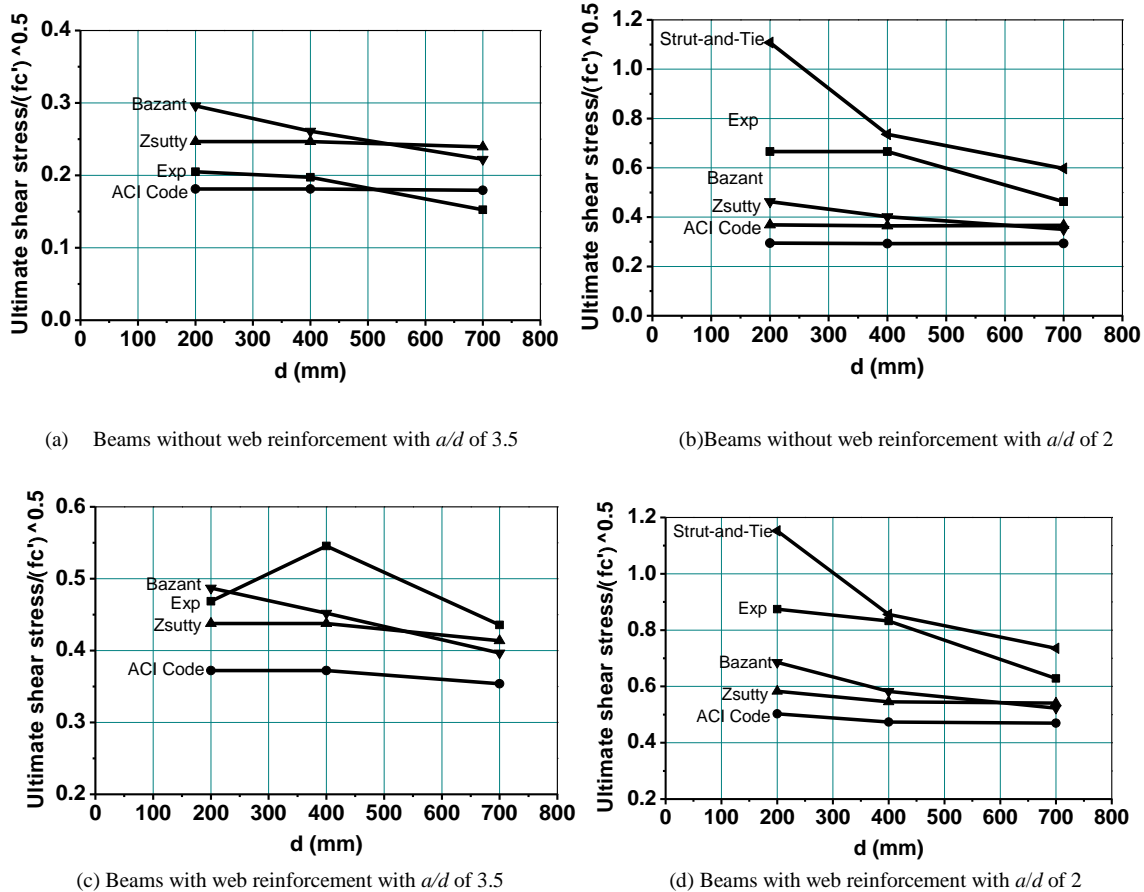 Ultimate shear stress/(fc') ^0.5
0.4
0.3
0.2
0.1
0.0
Bazant
Zsutty
Exp
ACI Code
0 100 200 300 400 500 600 700 800
d (mm)
(a) Beams without web reinforcement with a/d of 3.5
Ultimate shear stress/(fc') ^0.5
1.2
1.0
0.8
0.6
0.4
0.2
0.0
Strut-and-Tie
Exp
Bazant
Zsutty
ACI Code
0 100 200 300 400 500 600 700 800
d (mm)
(b)Beams without web reinforcement with a/d of 2
Ultimate shear stress/(fc') ^0.5
0.6
0.5
0.4
0.3
0.2
Bazant
Exp
Zsutty
ACI Code
0 100 200 300 400 500 600 700 800
d (mm)
(c) Beams with web reinforcement with a/d of 3.5
Ultimate shear stress/(fc') ^0.5
1.2
1.0
0.8
0.6
0.4
0.2
Strut-and-Tie
Exp
Bazant
Zsutty
ACI Code
0 100 200 300 400 500 600 700 800
d (mm)
(d) Beams with web reinforcement with a/d of 2